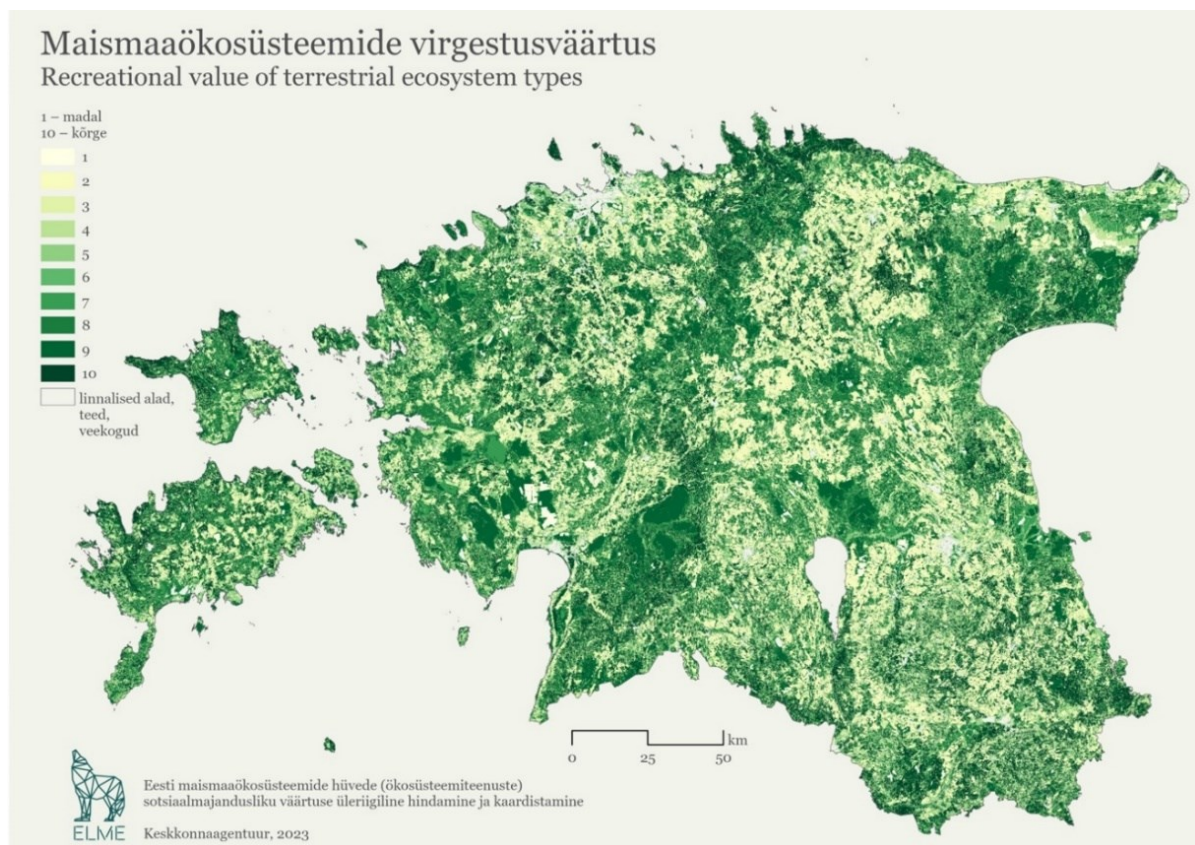 Maismaaökosüsteemide virgestusväärtus
Recreational value of terrestrial ecosystem types
1 – madal
10 – kõrge
1
2
3
4
5
6
7
8
9
10
linnalised alad,
teed,
veekogud
km
0 25 50
Eesti maismaaökosüsteemide hüvede (ökosüsteemiteenuste)
sotsiaalmajandusliku väärtuse üleriigiline hindamine ja kaardistamine
ELME
Keskkonnaagentuur, 2023